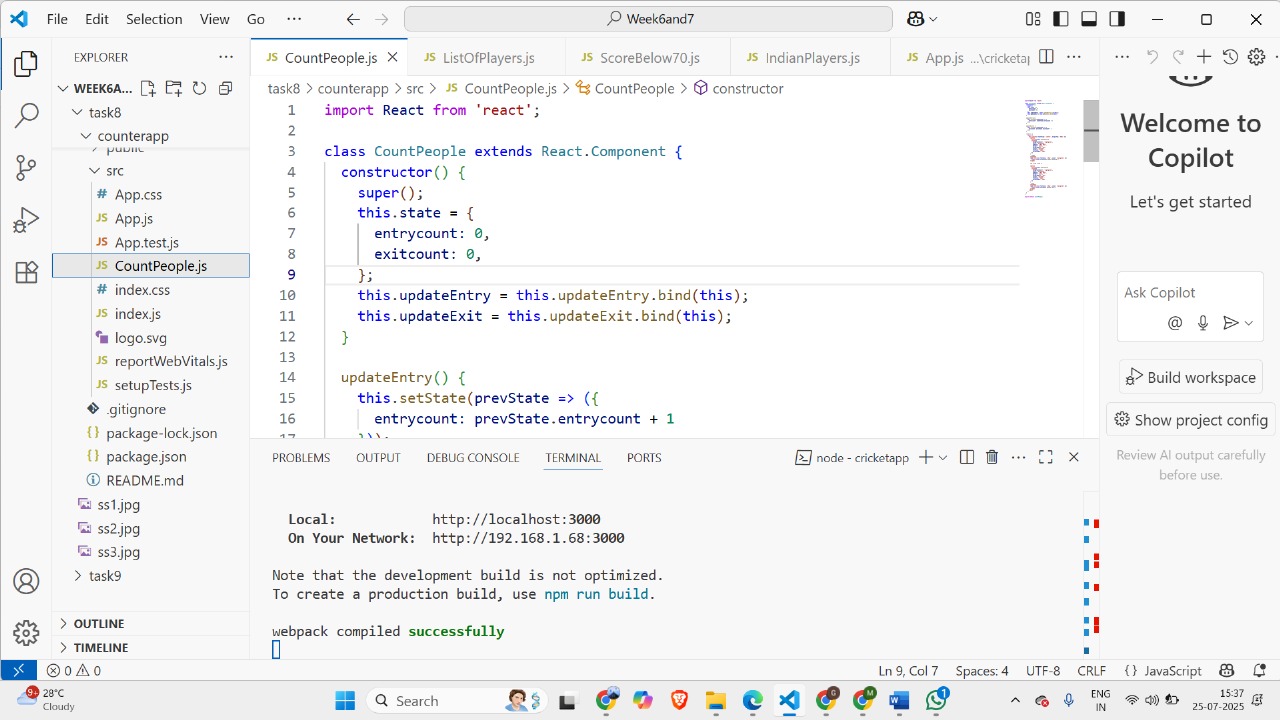 File Edit Selection View Go ··· Week6and7
EXPLORER ···
WEEK6A...
task8
counterapp
public
src
App.css
App.js
App.test.js
CountPeople.js
index.css
index.js
logo.svg
reportWebVitals.js
setupTests.js
.gitignore
package-lock.json
package.json
README.md
ss1.jpg
ss2.jpg
ss3.jpg
task9
OUTLINE
TIMELINE
JS CountPeople.js JS ListOfPlayers.js JS ScoreBelow70.js JS IndianPlayers.js JS App.js ...\cricketap ···
task8 > counterapp > src > JS CountPeople.js > CountPeople > constructor
1 import React from 'react';
2
3 class CountPeople extends React.Component {
4 constructor() {
5 super();
6 this.state = {
7 entrycount: 0,
8 exitcount: 0,
9 };
10 this.updateEntry = this.updateEntry.bind(this);
11 this.updateExit = this.updateExit.bind(this);
12 }
13
14 updateEntry() {
15 this.setState(prevState => ({
16 entrycount: prevState.entrycount + 1
17 }));
PROBLEMS OUTPUT DEBUG CONSOLE TERMINAL PORTS node - cricketapp
Local: http://localhost:3000
On Your Network: http://192.168.1.68:3000
Note that the development build is not optimized.
To create a production build, use npm run build.
webpack compiled successfully
Welcome to
Copilot
Let's get started
Ask Copilot
Build workspace
Show project config
Review AI output carefully
before use.
0 0 Ln 9, Col 7 Spaces: 4 UTF-8 CRLF {} JavaScript
9+ 28°C
Cloudy
Search
G
M
1
ENG
IN
15:37
25-07-2025